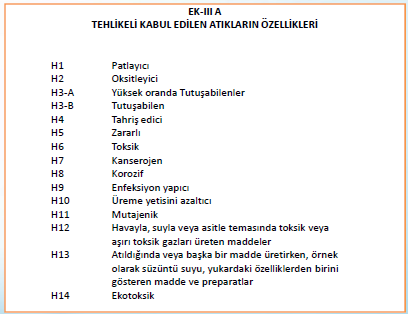 EK-III A
TEHLİKELİ KABUL EDİLEN ATIKLARIN ÖZELLİKLERİ
H1 Patlayıcı
H2 Oksitleyici
H3-A Yüksek oranda Tutuşabilenler
H3-B Tutuşabilen
H4 Tahriş edici
H5 Zararlı
H6 Toksik
H7 Kanserojen
H8 Korozif
H9 Enfeksiyon yapıcı
H10 Üreme yetisini azaltıcı
H11 Mutajenik
H12 Havayla, suyla veya asitle temasında toksik veya
aşırı toksik gazları üreten maddeler
H13 Atıldığında veya başka bir madde üretirken, örnek
olarak süzüntü suyu, yukardaki özelliklerden birini
gösteren madde ve preparatlar
H14 Ekotoksik